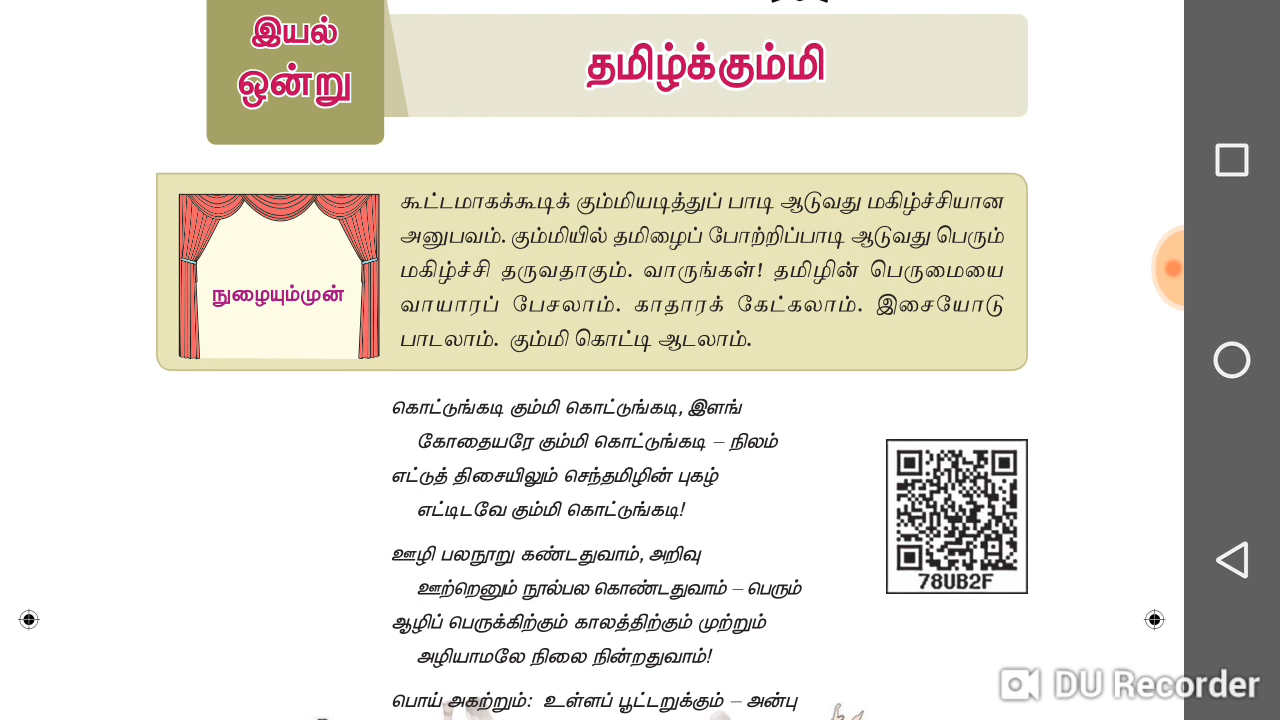 இயல்
ஒன்று
தமிழ்க்கும்மி
நுழையும்முன்
கூட்டமாகக்கூடிக் கும்மியடித்துப் பாடி ஆடுவது மகிழ்ச்சியான
அனுபவம். கும்மியில் தமிழைப் போற்றிப்பாடி ஆடுவது பெரும்
மகிழ்ச்சி தருவதாகும். வாருங்கள்! தமிழின் பெருமையை
வாயாரப் பேசலாம். காதாரக் கேட்கலாம். இசையோடு
பாடலாம். கும்மி கொட்டி ஆடலாம்.
கொட்டுங்கடி கும்மி கொட்டுங்கடி, இளங்
கோதையரே கும்மி கொட்டுங்கடி – நிலம்
எட்டுத் திசையிலும் செந்தமிழின் புகழ்
எட்டிடவே கும்மி கொட்டுங்கடி!
ஊழி பலநூறு கண்டதுவாம், அறிவு
ஊற்றெனும் நூல்பல கொண்டதுவாம் – பெரும்
ஆழிப் பெருக்கிற்கும் காலத்திற்கும் முற்றும்
அழியாமலே நிலை நின்றதுவாம்!
பொய் அகற்றும்: உள்ளப் பூட்டறுக்கும் – அன்பு
78UB2F
DU Recorder